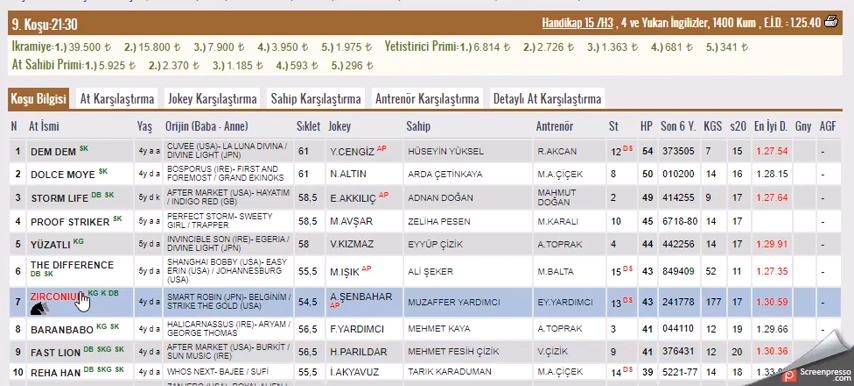 9. Koşu:21:30 Handikap 15 /H3 , 4 ve Yukarı İngilizler, 1400 Kum , E.İ.D. : 1.25.40
İkramiye:1.) 39.500 ₺ 2.) 15.800 ₺ 3.) 7.900 ₺ 4.) 3.950 ₺ 5.) 1.975 ₺ Yetistirici Primi:1.) 6.814 ₺ 2.) 2.726 ₺ 3.) 1.363 ₺ 4.) 681 ₺ 5.) 341 ₺
At Sahibi Primi:1.) 5.925 ₺ 2.) 2.370 ₺ 3.) 1.185 ₺ 4.) 593 ₺ 5.) 296 ₺
Koşu Bilgisi At Karşılaştırma Jokey Karşılaştırma Sahip Karşılaştırma Antrenör Karşılaştırma Detaylı At Karşılaştırma
N At İsmi Yaş Orijin (Baba - Anne) Sıklet Jokey Sahip Antrenör St HP Son 6 Y. KGS s20 En İyi D. Gny AGF
1 DEM DEM SK 4y a a CUVEE (USA)- LA LUNA DIVINA / DIVINE LIGHT (JPN) 61 Y.CENGİZ AP HÜSEYİN YÜKSEL R.AKCAN 12 DS 54 373505 7 15 1.27.54 -
2 DOLCE MOYE SK 4y d a BOSPORUS (IRE)- FIRST AND FOREMOST / GRAND EKINOKS 61 N.ALTIN ARDA ÇETİNKAYA M.A.ÇİÇEK 8 50 010200 14 16 1.28.15 -
3 STORM LIFE DB SK 5y d k AFTER MARKET (USA)- HAYATIM / INDIGO RED (GB) 58,5 E.AKKILIÇ AP ADNAN DOĞAN MAHMUT DOĞAN 2 49 414255 9 17 1.27.64 -
4 PROOF STRIKER SK 5y a a PERFECT STORM- SWEETY GIRL / TRAPPER 58,5 M.AVŞAR ZELİHA PESEN M.KARALI 10 45 6718-80 14 17 -
5 YÜZATLI KG 5y d a INVINCIBLE SON (IRE)- EGERIA / DIVINE LIGHT (JPN) 58 V.KIZMAZ EYYÜP ÇİZİK A.TOPRAK 4 44 442256 14 17 1.29.91 -
6 THE DIFFERENCE DB SK 4y d a SHANGHAI BOBBY (USA)- EASY ERIN (USA) / JOHANNESBURG (USA) 55,5 M.IŞIK AP ALİ ŞEKER M.BALTA 15 DS 43 849409 52 11 1.27.35 -
7 ZIRCONIUM KG K DB 4y d a SMART ROBIN (JPN)- BELGİNİM / STRIKE THE GOLD (USA) 54,5 A.ŞENBAHAR AP MUZAFFER YARDIMCI EY.YARDIMCI 13 DS 43 241778 177 17 1.30.59 -
8 BARANBABO KG SK 4y d a HALICARNASSUS (IRE)- ARYAM / GEORGE THOMAS 56,5 F.YARDIMCI MEHMET KAYA A.TOPRAK 3 41 044110 12 19 1.29.66 -
9 FAST LION DB SKG SK 4y d a AFTER MARKET (USA)- BURKİT / SUN MUSIC (IRE) 56,5 H.PARILDAR MEHMET FESİH ÇİZİK V.ÇİZİK 9 41 376431 12 20 1.30.36
10 REHA HAN DB SKG SK 4y d a WHOS NEXT- BAJEE / SUFİ 55,5 İ.AKYAVUZ TARIK KARADUMAN M.A.ÇİÇEK 14 DS 39 5221-77 14 18
Screenpresso
.com